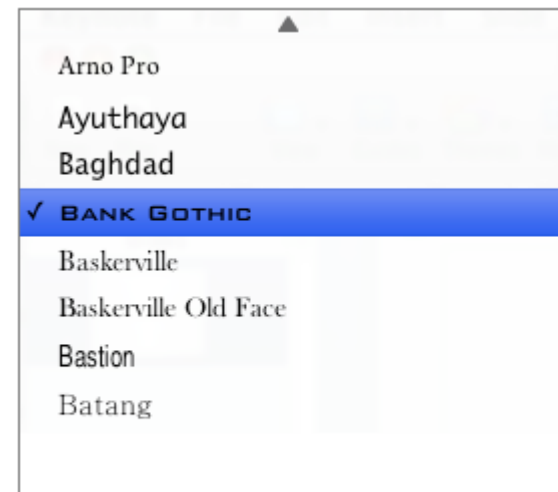 Arno Pro
Ayuthaya
Baghdad
✓ BANK GOTHIC
Baskerville
Baskerville Old Face
Bastion
Batang